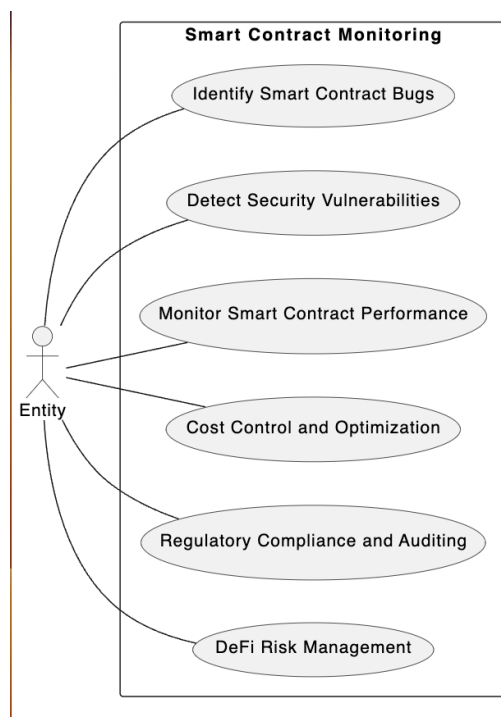 Smart Contract Monitoring
Identify Smart Contract Bugs
Detect Security Vulnerabilities
Monitor Smart Contract Performance
Entity
Cost Control and Optimization
Regulatory Compliance and Auditing
DeFi Risk Management